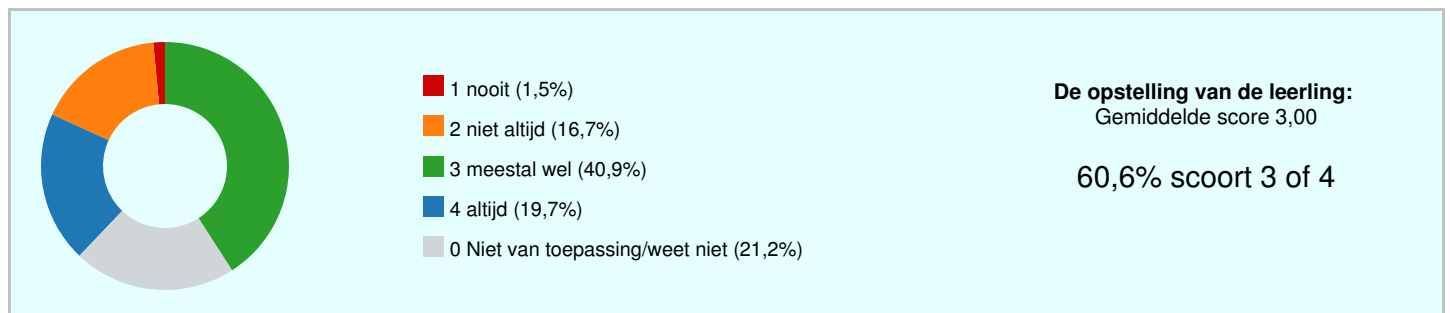 1 nooit (1,5%)
2 niet altijd (16,7%)
3 meestal wel (40,9%)
4 altijd (19,7%)
0 Niet van toepassing/weet niet (21,2%)
De opstelling van de leerling:
Gemiddelde score 3,00
60,6% scoort 3 of 4